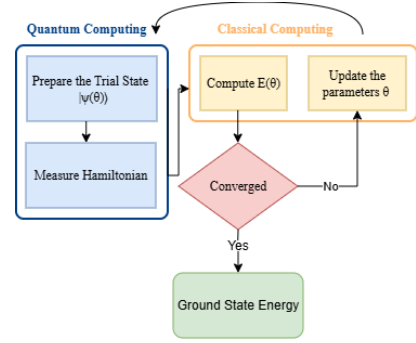 Quantum Computing
Classical Computing
Prepare the Trial State
|ψ(θ)⟩
Measure Hamiltonian
Compute E(θ)
Update the
parameters θ
Converged
No
Yes
Ground State Energy